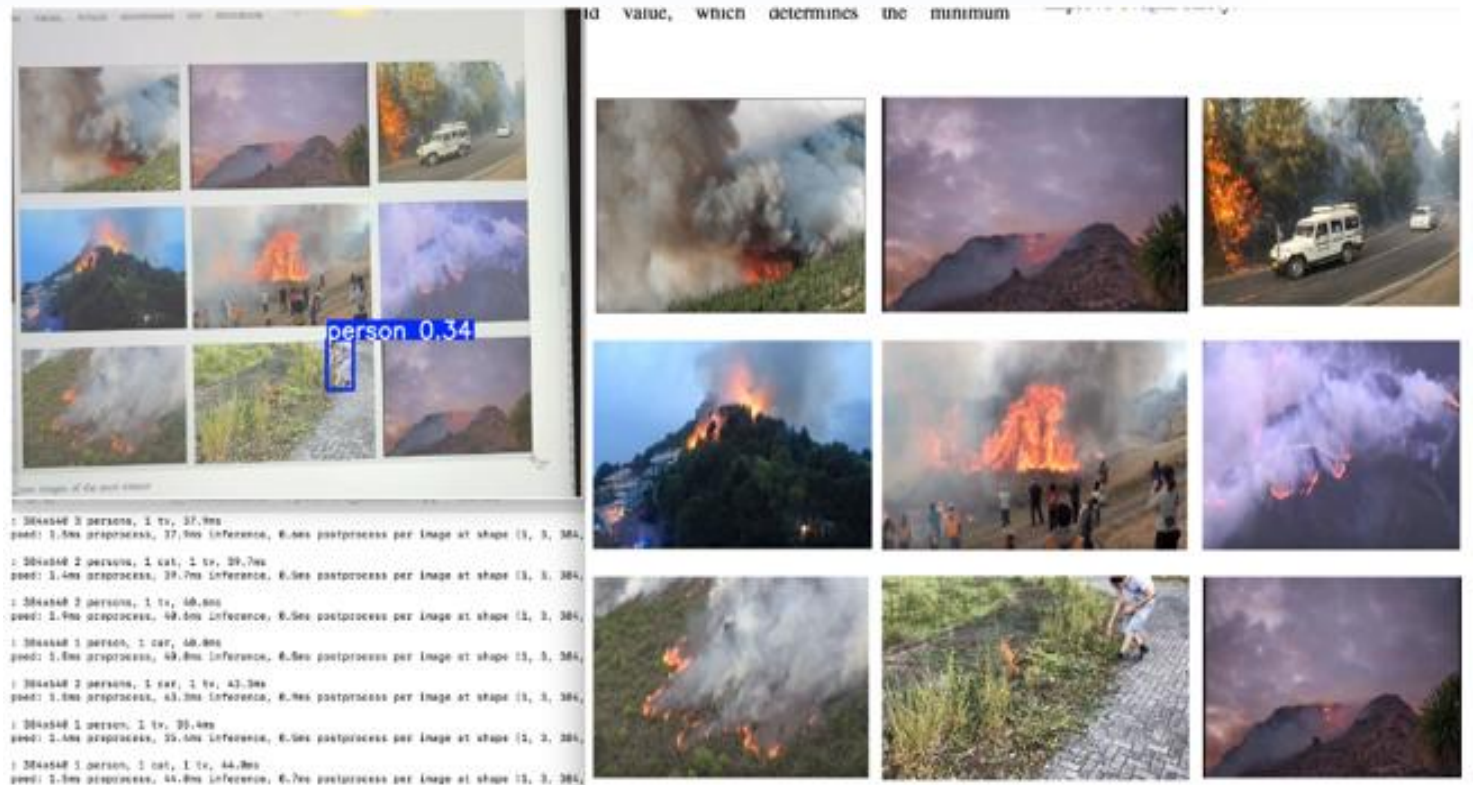 ld value, which determines the minimum
person 0.34
: 384x640 3 persons, 1 tv, 37.9ms
peed: 1.5ms preprocess, 37.9ms inference, 0.6ms postprocess per image at shape (1, 3, 384,
: 384x640 2 persons, 1 cat, 1 tv, 39.7ms
peed: 1.4ms preprocess, 39.7ms inference, 0.5ms postprocess per image at shape (1, 3, 384,
: 384x640 2 persons, 1 tv, 40.6ms
peed: 1.9ms preprocess, 40.6ms inference, 0.5ms postprocess per image at shape (1, 3, 384,
: 384x640 1 person, 1 car, 40.0ms
peed: 1.8ms preprocess, 40.0ms inference, 0.8ms postprocess per image at shape (1, 3, 384,
: 384x640 2 persons, 1 car, 1 tv, 43.3ms
peed: 1.6ms preprocess, 43.3ms inference, 0.9ms postprocess per image at shape (1, 3, 384,
: 384x640 1 person, 1 tv, 35.4ms
peed: 1.4ms preprocess, 35.4ms inference, 0.5ms postprocess per image at shape (1, 3, 384,
: 384x640 1 person, 1 cat, 1 tv, 44.0ms
peed: 1.5ms preprocess, 44.0ms inference, 0.7ms postprocess per image at shape (1, 3, 384,